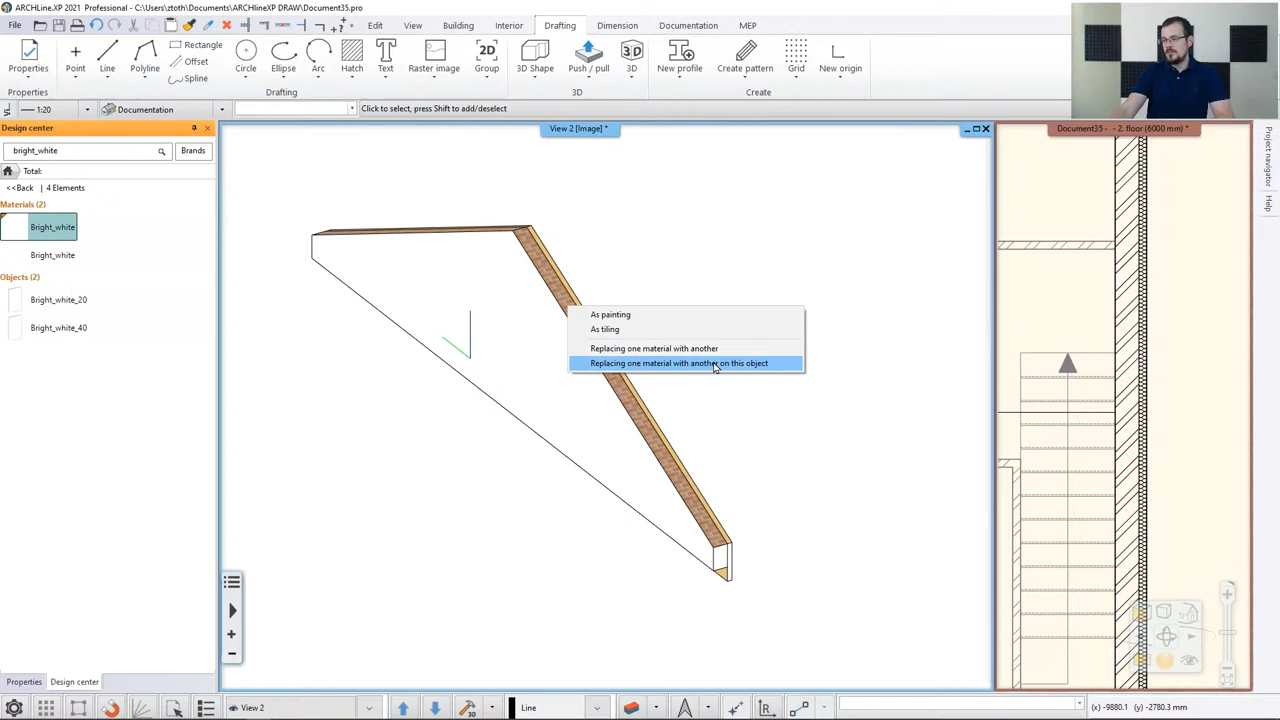 ARCHLine.XP 2021 Professional - C:\Users\ztoth\Documents\ARCHlineXP DRAW\Document35.pro
File Edit View Building Interior Drafting Dimension Documentation MEP
Properties Point Line Polyline Rectangle Offset Spline Circle Ellipse Arc Hatch Text Raster image 2D Group 3D Shape Push / pull 3D New profile Create pattern Grid New origin
Properties Drafting 3D Create
1:20 Documentation Click to select, press Shift to add/deselect
Design center
View 2 [Image] *
Document35 - - 2. floor (6000 mm) *
bright_white Brands
Total:
<<Back | 4 Elements
Materials (2)
Bright_white
Bright_white
Objects (2)
Bright_white_20
Bright_white_40
As painting
As tiling
Replacing one material with another
Replacing one material with another on this object
Project navigator
Help
Properties Design center
View 2 Line (x) -9880.1 (y) -2780.3 mm